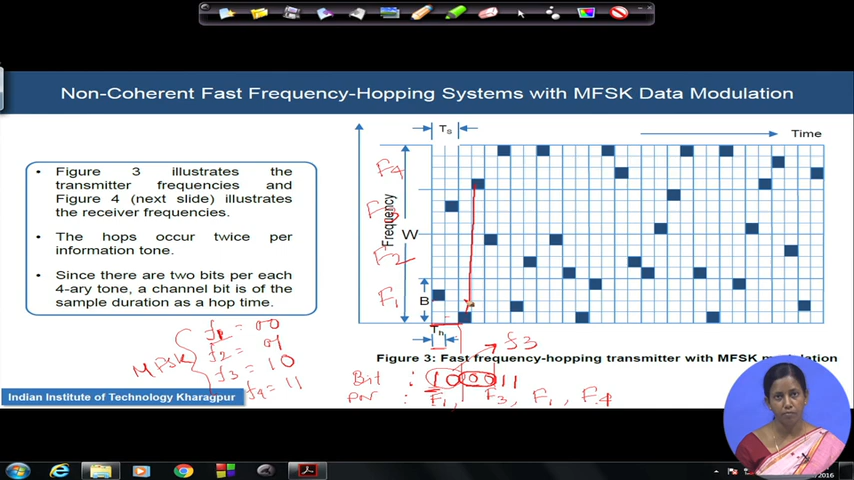 Non-Coherent Fast Frequency-Hopping Systems with MFSK Data Modulation
• Figure 3 illustrates the
transmitter frequencies and
Figure 4 (next slide) illustrates
the receiver frequencies.
• The hops occur twice per
information tone.
• Since there are two bits per each
4-ary tone, a channel bit is of the
sample duration as a hop time.
MFSK
f1 = 00
f2 = 01
f3 = 10
f4 = 11
Ts
Time
Frequency
W
B
Th
F4
F3
F2
F1
f3
Figure 3: Fast frequency-hopping transmitter with MFSK modulation
Bit : 10 00 11
PN : F1, F3, F1, F4
Indian Institute of Technology Kharagpur
2016